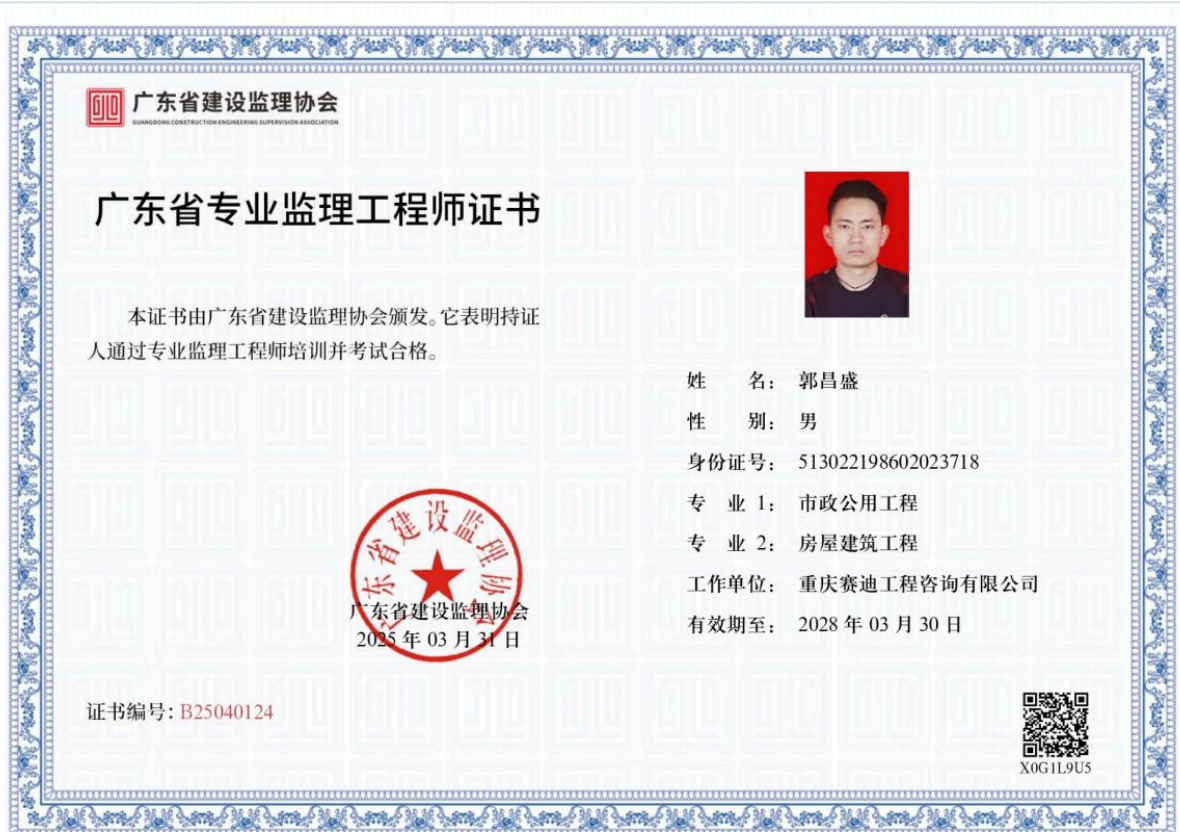 广东省建设监理协会
GUANGDONG CONSTRUCTION ENGINEERING SUPERVISION ASSOCIATION
广东省专业监理工程师证书
本证书由广东省建设监理协会颁发。它表明持证
人通过专业监理工程师培训并考试合格。
姓 名: 郭昌盛
性 别: 男
身份证号: 513022198602023718
专 业 1: 市政公用工程
专 业 2: 房屋建筑工程
工作单位: 重庆赛迪工程咨询有限公司
有效期至: 2028 年 03 月 30 日
广东省建设监理协会
广东省建设监理协会
2025 年 03 月 31 日
证书编号: B25040124
X0G1L9U5